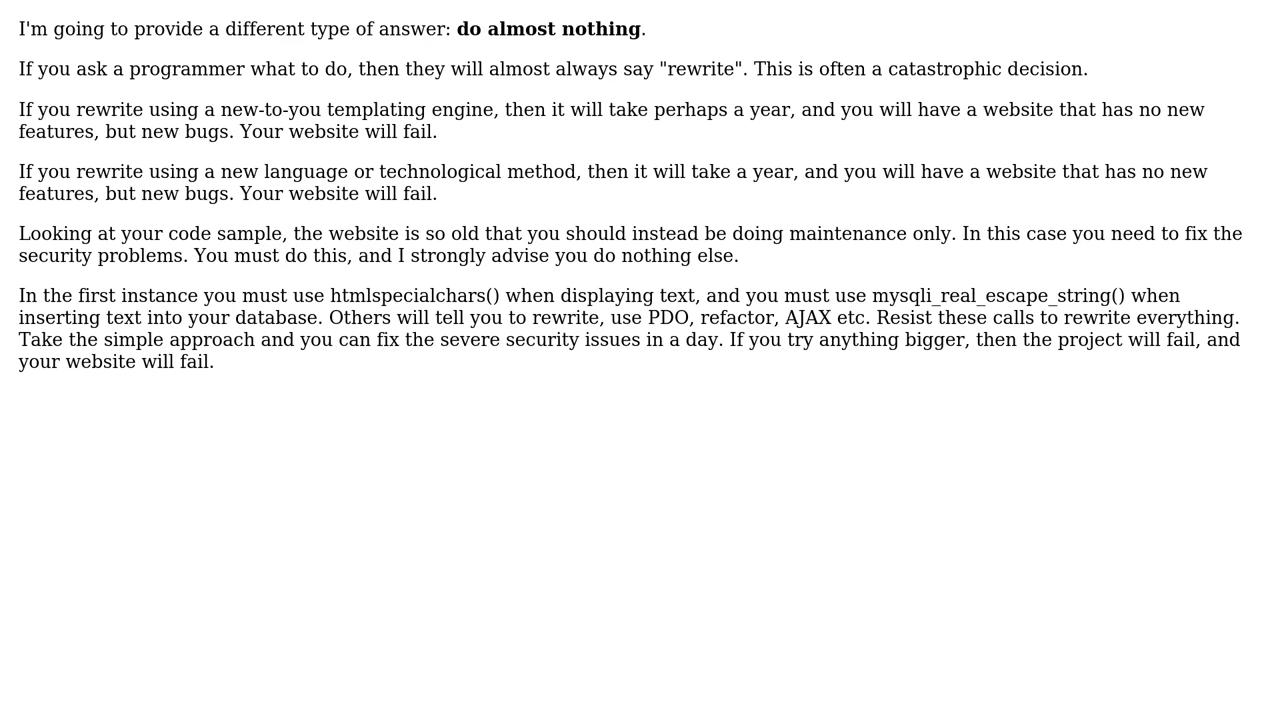 I'm going to provide a different type of answer: do almost nothing.
If you ask a programmer what to do, then they will almost always say "rewrite". This is often a catastrophic decision.
If you rewrite using a new-to-you templating engine, then it will take perhaps a year, and you will have a website that has no new
features, but new bugs. Your website will fail.
If you rewrite using a new language or technological method, then it will take a year, and you will have a website that has no new
features, but new bugs. Your website will fail.
Looking at your code sample, the website is so old that you should instead be doing maintenance only. In this case you need to fix the
security problems. You must do this, and I strongly advise you do nothing else.
In the first instance you must use htmlspecialchars() when displaying text, and you must use mysqli_real_escape_string() when
inserting text into your database. Others will tell you to rewrite, use PDO, refactor, AJAX etc. Resist these calls to rewrite everything.
Take the simple approach and you can fix the severe security issues in a day. If you try anything bigger, then the project will fail, and
your website will fail.